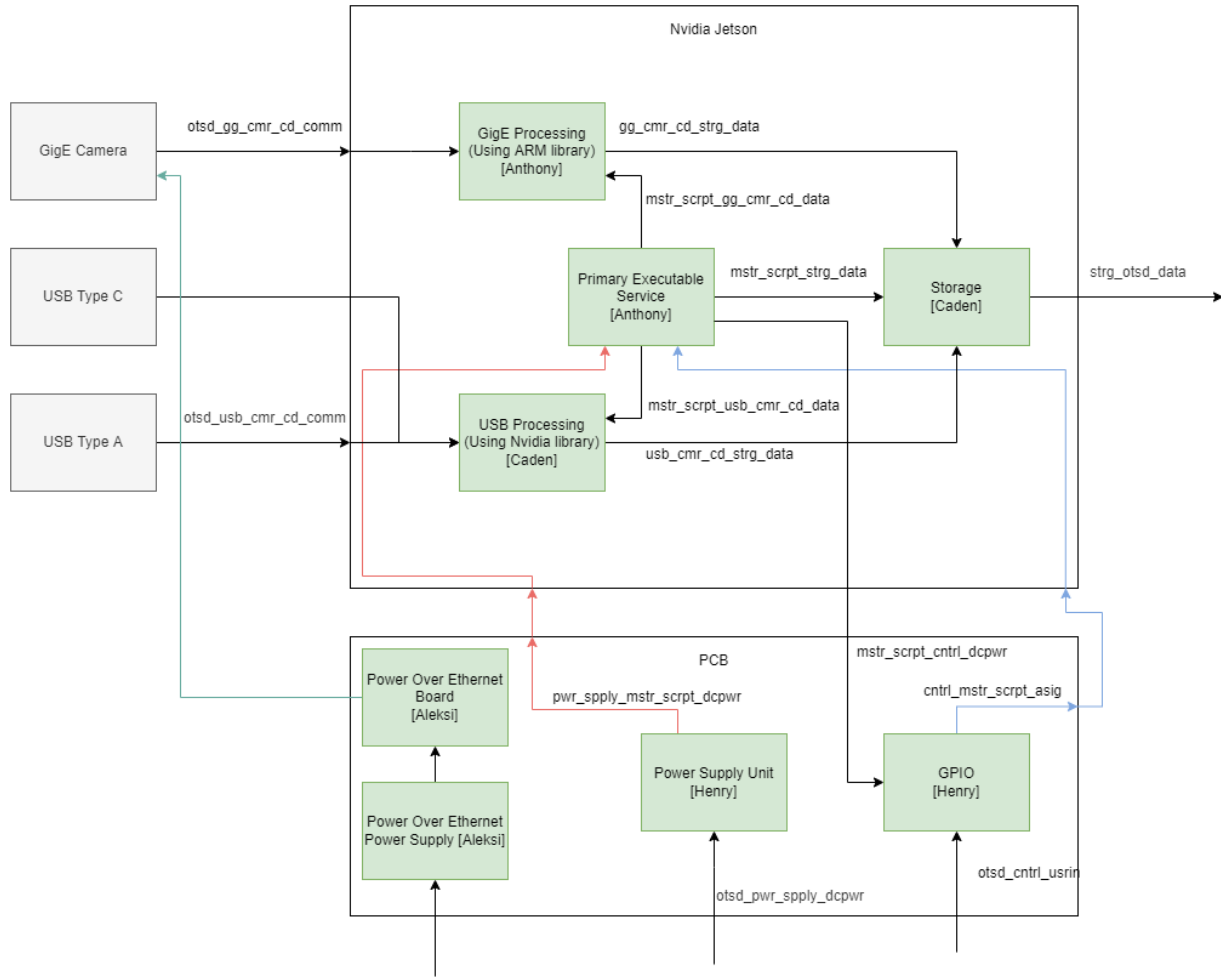 Nvidia Jetson
otsd_gg_cmr_cd_comm
gg_cmr_cd_strg_data
GigE Camera
GigE Processing
(Using ARM library)
[Anthony]
mstr_scrpt_gg_cmr_cd_data
USB Type C
Primary Executable
Service
[Anthony]
mstr_scrpt_strg_data
Storage
[Caden]
strg_otsd_data
mstr_scrpt_usb_cmr_cd_data
otsd_usb_cmr_cd_comm
USB Type A
USB Processing
(Using Nvidia library)
[Caden]
usb_cmr_cd_strg_data
PCB
mstr_scrpt_cntrl_dcpwr
Power Over Ethernet
Board
[Aleksi]
pwr_spply_mstr_scrpt_dcpwr
cntrl_mstr_scrpt_asig
Power Supply Unit
[Henry]
GPIO
[Henry]
Power Over Ethernet
Power Supply [Aleksi]
otsd_cntrl_usrin
otsd_pwr_spply_dcpwr